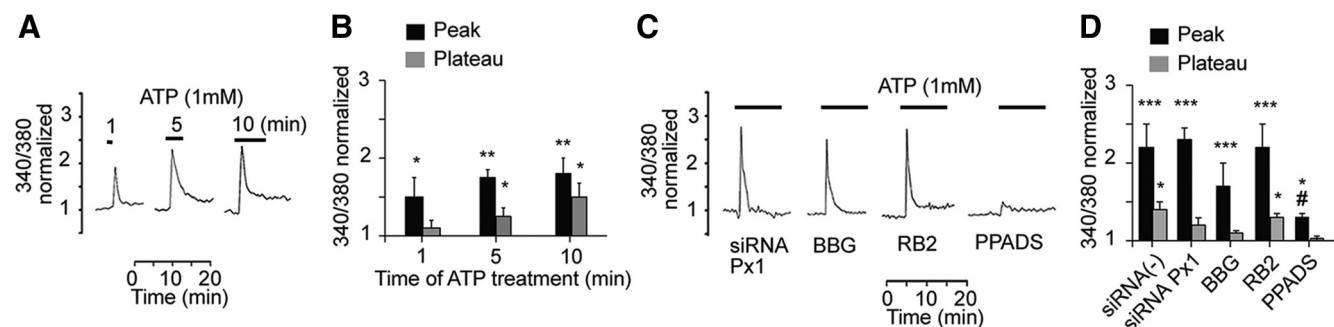 A
340/380
normalized
3
2
1
ATP (1mM)
1 5 10 (min)
0 10 20
Time (min)
B
Peak
Plateau
340/380 normalized
3
2
1
* ** * ** *
1 5 10
Time of ATP treatment (min)
C
340/380
normalized
3
2
1
ATP (1mM)
siRNA
Px1
BBG
RB2
PPADS
0 10 20
Time (min)
D
Peak
Plateau
340/380 normalized
3
2
1
*** * *** *** *** * *
#
siRNA(-)
siRNA Px1
BBG
RB2
PPADS